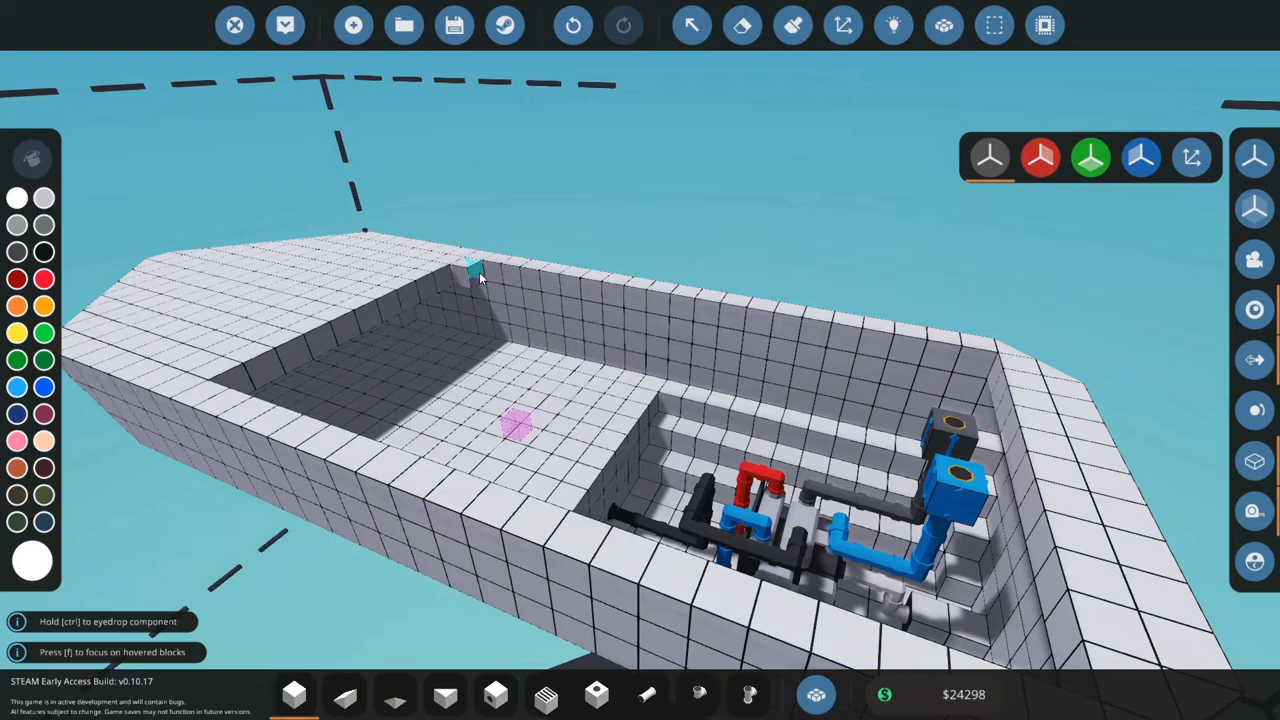 Hold [ctrl] to eyedrop component
Press [f] to focus on hovered blocks
STEAM Early Access Build: v0.10.17
This game is in active development and will contain bugs.
All features subject to change. Game saves may not function in future versions.
$24298